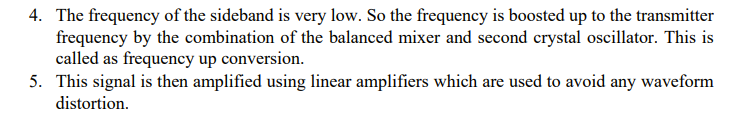 4. The frequency of the sideband is very low. So the frequency is boosted up to the transmitter
frequency by the combination of the balanced mixer and second crystal oscillator. This is
called as frequency up conversion.
5. This signal is then amplified using linear amplifiers which are used to avoid any waveform
distortion.